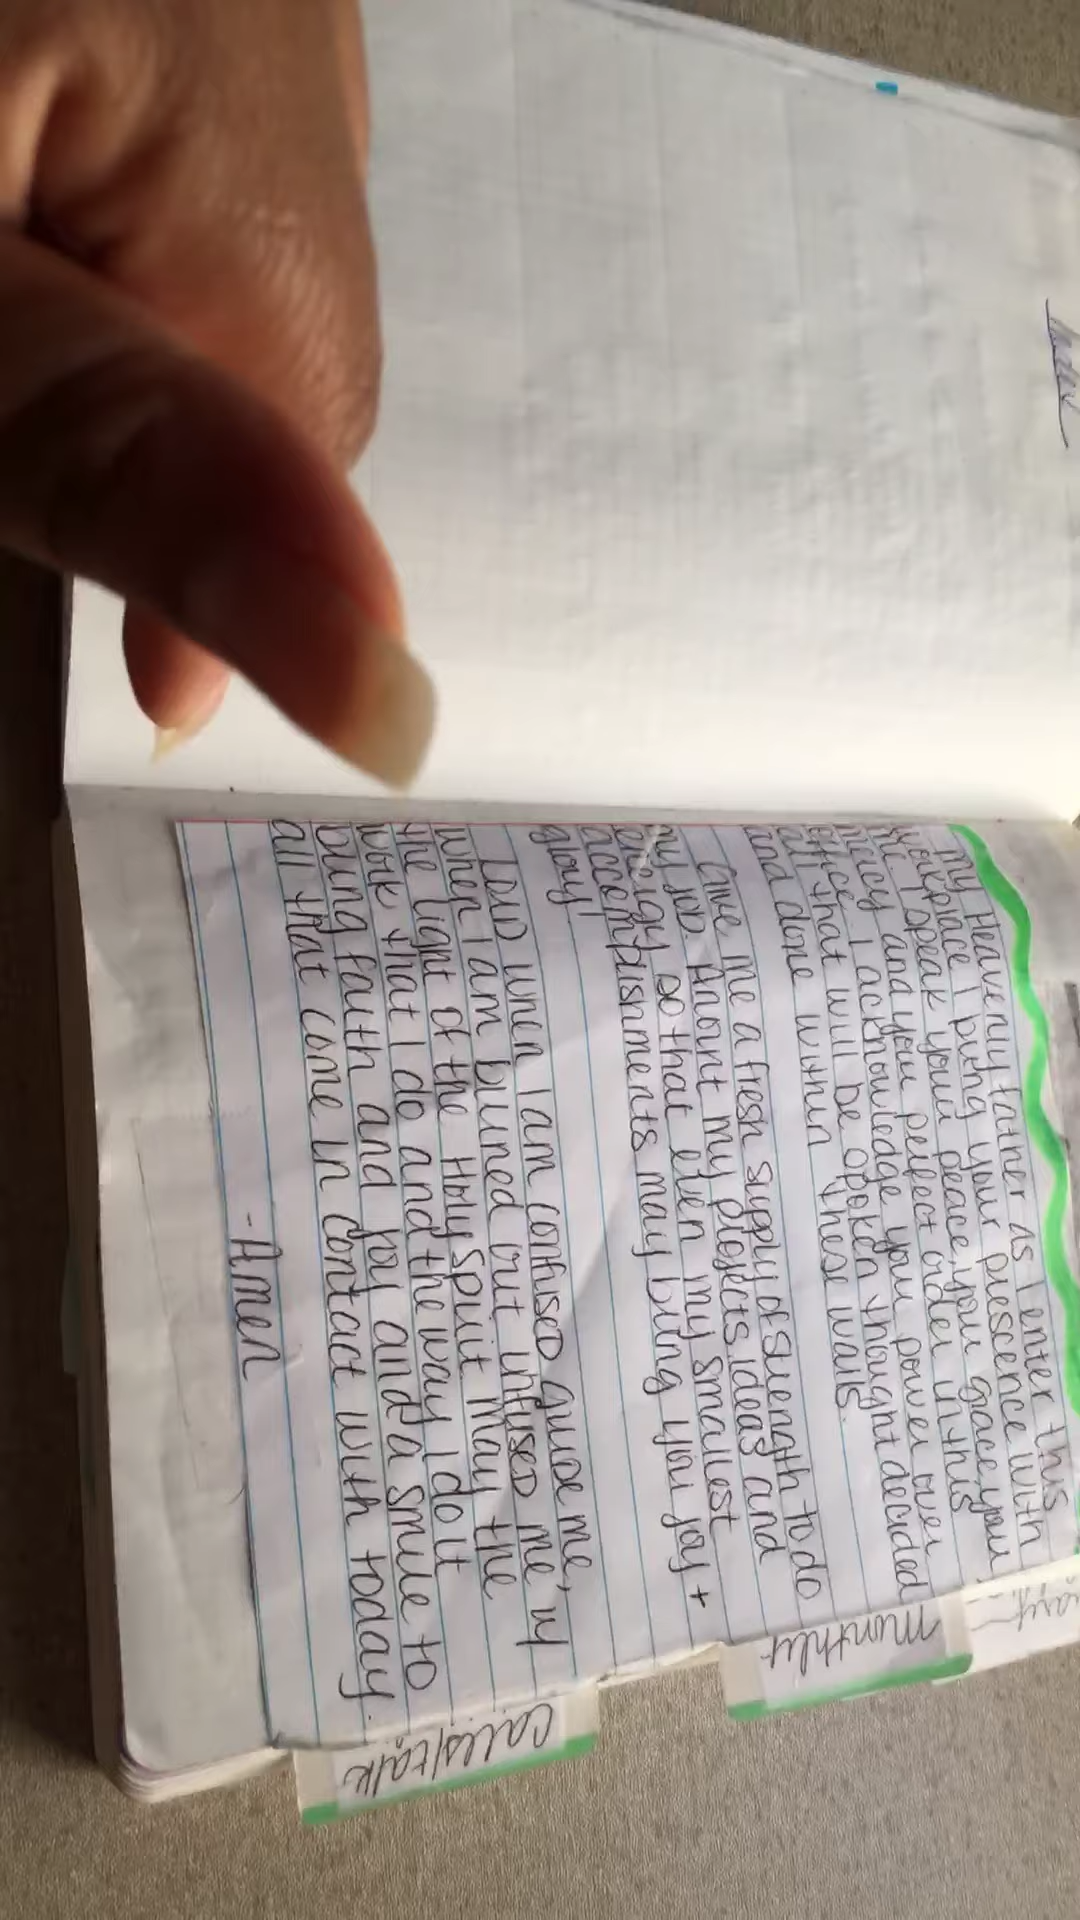 Index
My Heavenly father as I enter this
workplace I bring your presence with
me. I speak your peace, your grace, your
mercy and your perfect order in this
office. I acknowledge your power over
all that will be spoken thought decided
and done within these walls.
Give me a fresh supply of strength to do
my job. Anoint my projects, ideas and
energy so that even my smallest
accomplishments may bring you joy +
glory!
Lord when I am confused guide me,
when I am burned out infused me, w/
the light of the Holy Spirit May the
work that I do and the way I do it
bring faith and joy and a smile to
all that come in contact with today.
-Amen
monthly
Calls/talk